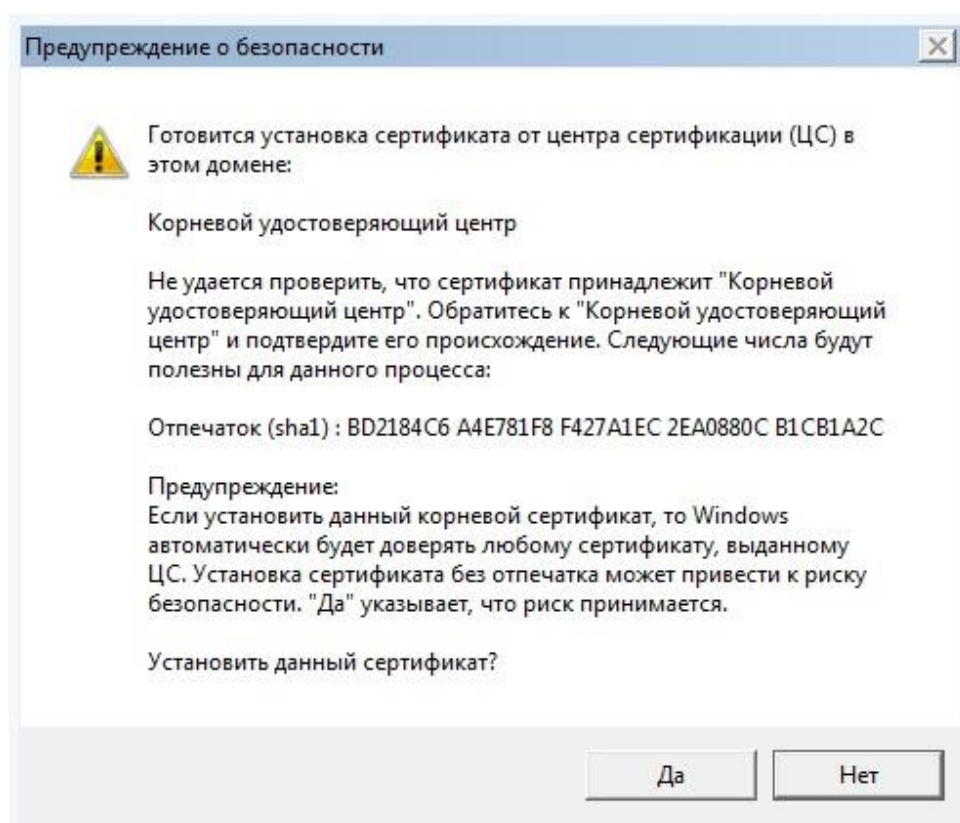 Предупреждение о безопасности
Готовится установка сертификата от центра сертификации (ЦС) в
этом домене:
Корневой удостоверяющий центр
Не удается проверить, что сертификат принадлежит "Корневой
удостоверяющий центр". Обратитесь к "Корневой удостоверяющий
центр" и подтвердите его происхождение. Следующие числа будут
полезны для данного процесса:
Отпечаток (sha1) : BD2184C6 A4E781F8 F427A1EC 2EA0880C B1CB1A2C
Предупреждение:
Если установить данный корневой сертификат, то Windows
автоматически будет доверять любому сертификату, выданному
ЦС. Установка сертификата без отпечатка может привести к риску
безопасности. "Да" указывает, что риск принимается.
Установить данный сертификат?
Да Нет